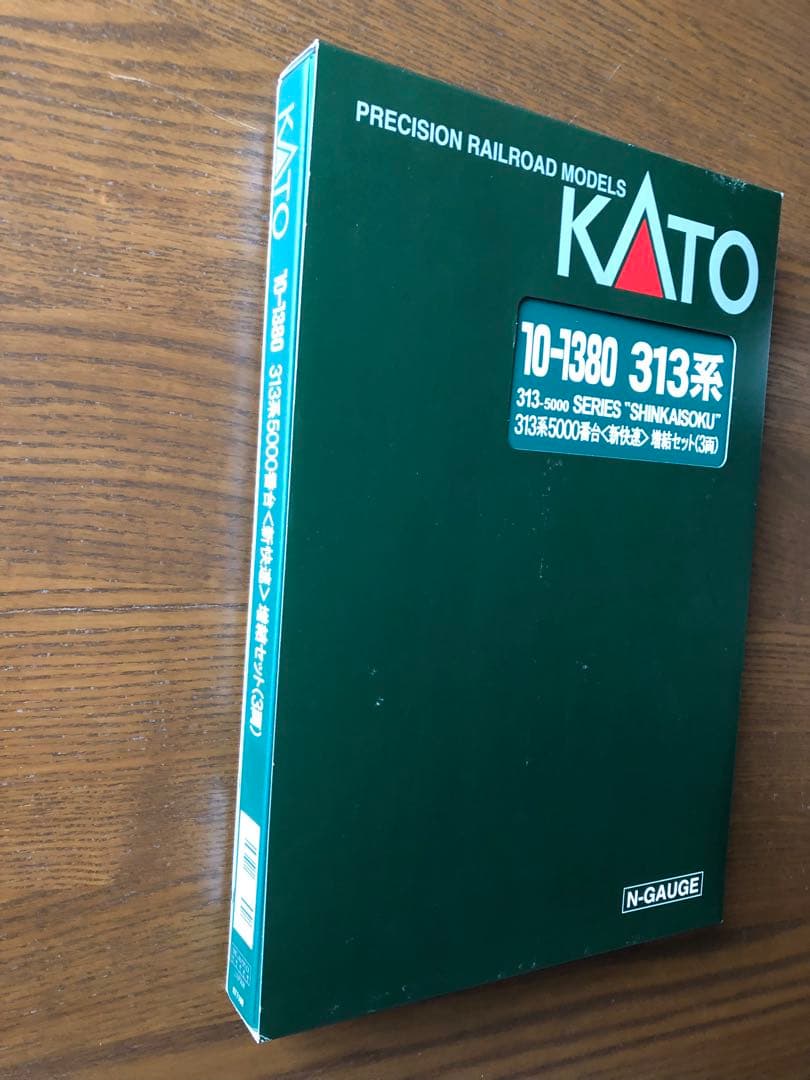 PRECISION RAILROAD MODELS
KATO
10-1380 313系
313-5000 SERIES "SHINKAISOKU"
313系5000番台<新快速> 増結セット(3両)
N-GAUGE
KATO 10-1380 313系5000番台<新快速> 増結セット(3両)